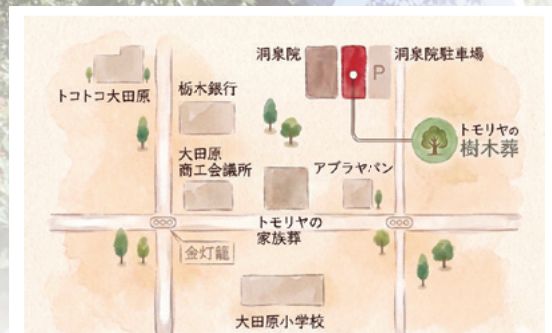 洞泉院
P
洞泉院駐車場
トコトコ大田原
栃木銀行
トモリヤの
樹木葬
大田原
商工会議所
アブラヤパン
トモリヤの
家族葬
金灯籠
大田原小学校